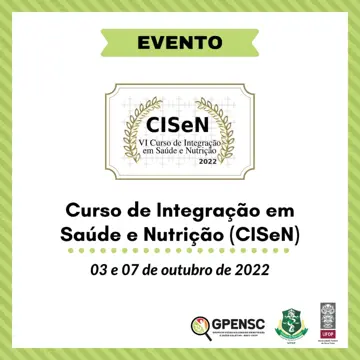 EVENTO
CISeN
VI Curso de Integração
em Saúde e Nutrição
2022
Curso de Integração em
Saúde e Nutrição (CISeN)
03 e 07 de outubro de 2022
GPENSC
UFOP